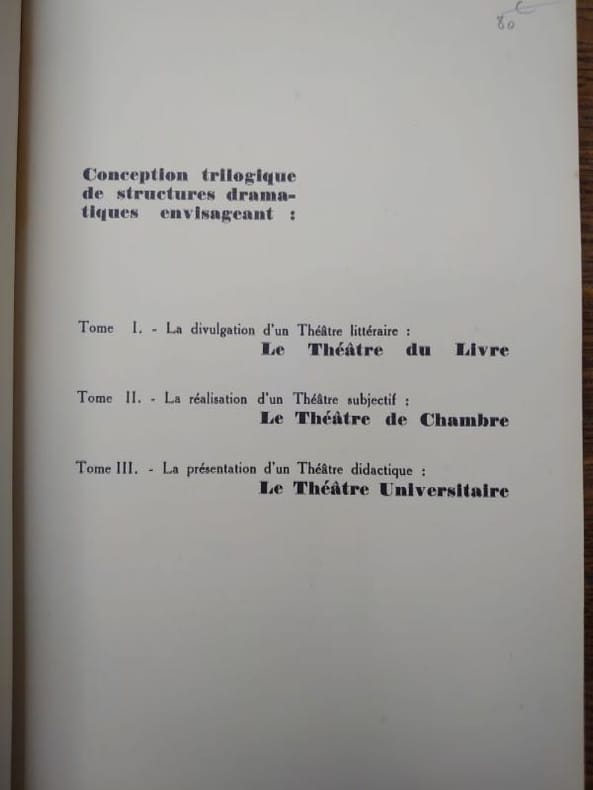 80 €
Conception trilogique
de structures drama-
tiques envisageant :
Tome I. - La divulgation d'un Théâtre littéraire :
Le Théâtre du Livre
Tome II. - La réalisation d'un Théâtre subjectif :
Le Théâtre de Chambre
Tome III. - La présentation d'un Théâtre didactique :
Le Théâtre Universitaire